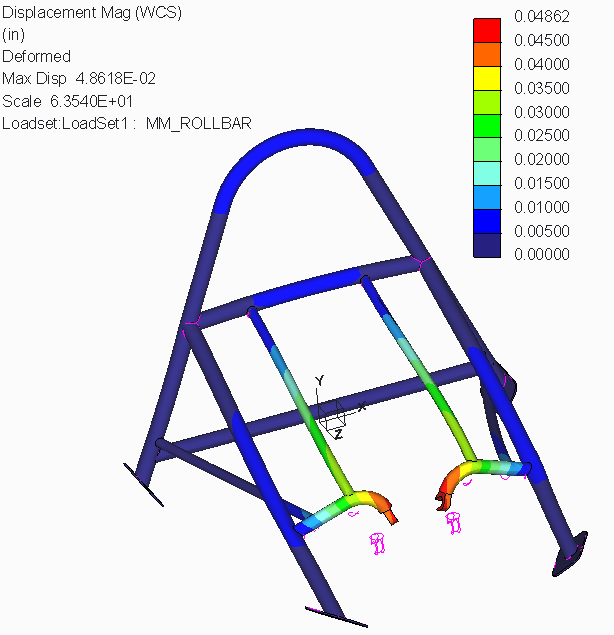 Displacement Mag (WCS)
(in)
Deformed
Max Disp 4.8618E-02
Scale 6.3540E+01
Loadset:LoadSet1 : MM_ROLLBAR
0.04862
0.04500
0.04000
0.03500
0.03000
0.02500
0.02000
0.01500
0.01000
0.00500
0.00000
Y
X
Z